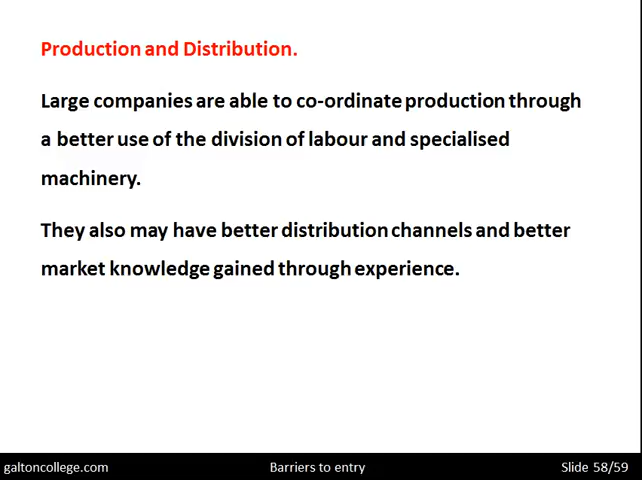 Production and Distribution.
Large companies are able to co-ordinate production through
a better use of the division of labour and specialised
machinery.
They also may have better distribution channels and better
market knowledge gained through experience.
galtoncollege.com Barriers to entry Slide 58/59